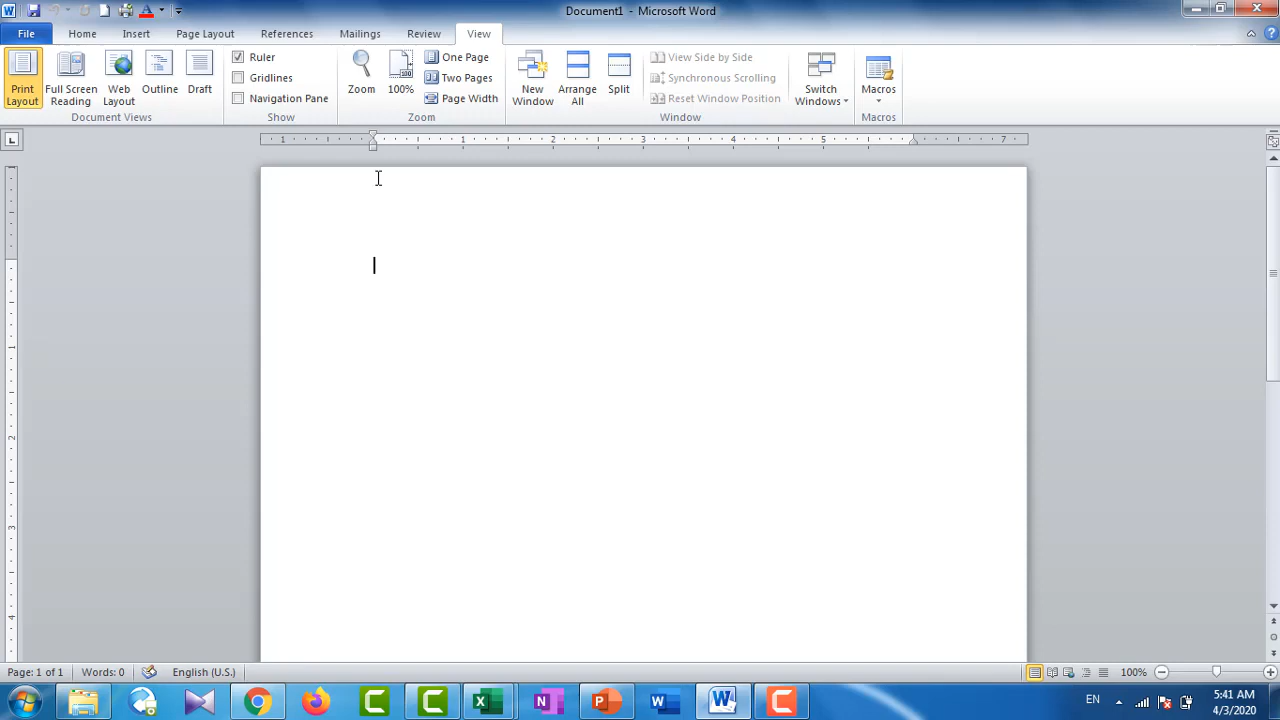 Document1 - Microsoft Word
File Home Insert Page Layout References Mailings Review View
Print Layout
Full Screen Reading
Web Layout
Outline
Draft
Document Views
Ruler
Gridlines
Navigation Pane
Show
Zoom
100%
One Page
Two Pages
Page Width
Zoom
New Window
Arrange All
Split
View Side by Side
Synchronous Scrolling
Reset Window Position
Window
Switch Windows
Macros
Macros
1 1 2 3 4 5 7
1
2
3
4
Page: 1 of 1 Words: 0 English (U.S.) 100%
EN 5:41 AM
4/3/2020